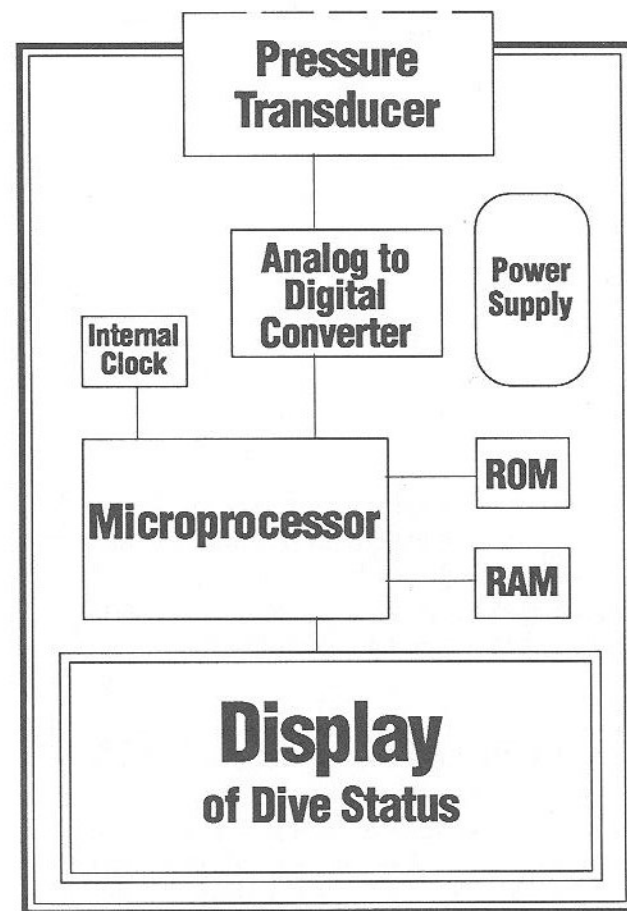 Pressure
Transducer
Analog to
Digital
Converter
Power
Supply
Internal
Clock
Microprocessor
ROM
RAM
Display
of Dive Status